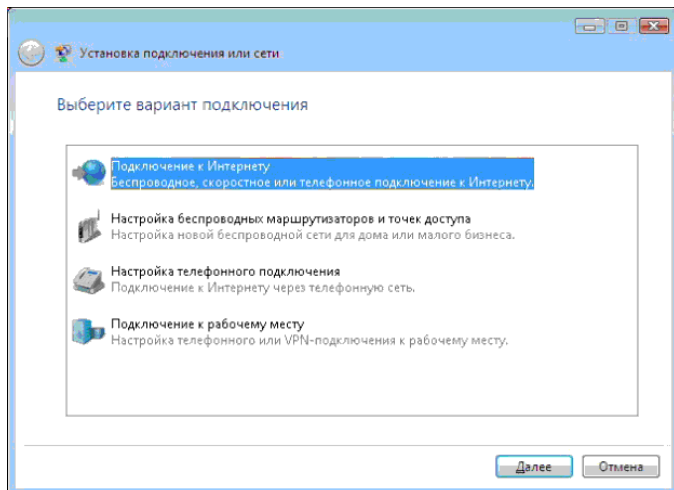 Установка подключения или сети
Выберите вариант подключения
Подключение к Интернету
Беспроводное, скоростное или телефонное подключение к Интернету.
Настройка беспроводных маршрутизаторов и точек доступа
Настройка новой беспроводной сети для дома или малого бизнеса.
Настройка телефонного подключения
Подключение к Интернету через телефонную сеть.
Подключение к рабочему месту
Настройка телефонного или VPN-подключения к рабочему месту.
Далее
Отмена